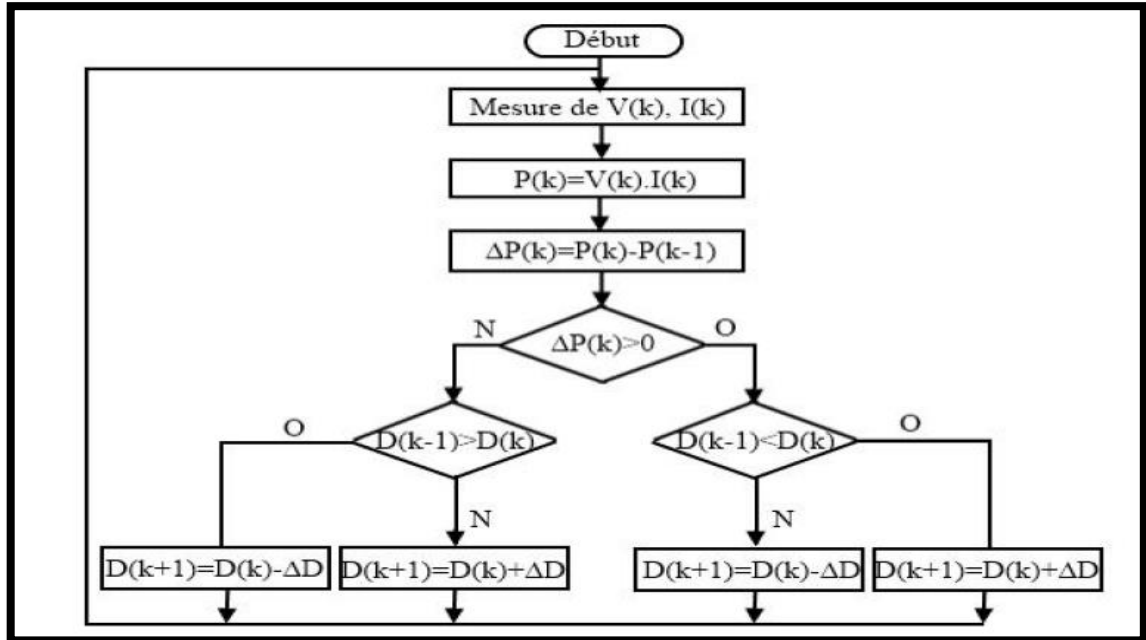 Début
Mesure de V(k), I(k)
P(k)=V(k).I(k)
ΔP(k)=P(k)-P(k-1)
N
O
ΔP(k)>0
O
D(k-1)>D(k)
D(k-1)<D(k)
O
N
N
D(k+1)=D(k)-ΔD
D(k+1)=D(k)+ΔD
D(k+1)=D(k)-ΔD
D(k+1)=D(k)+ΔD